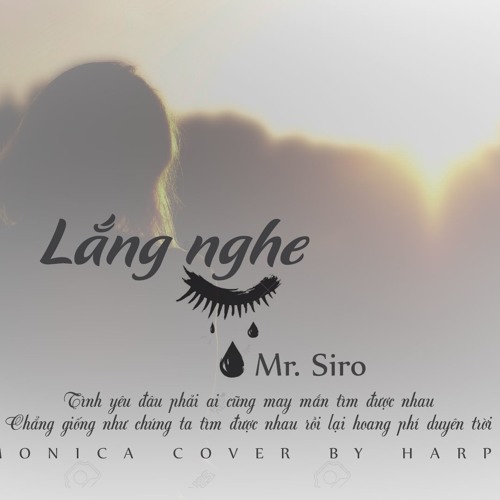 Lắng nghe
Mr. Siro
Tình yêu đâu phải ai cũng may mắn tìm được nhau
Chẳng giống như chúng ta tìm được nhau rồi lại hoang phí duyên trời
MONICA COVER BY HARP